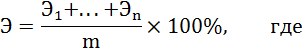 Э = (Э₁+...+Эₙ)/m × 100%, где